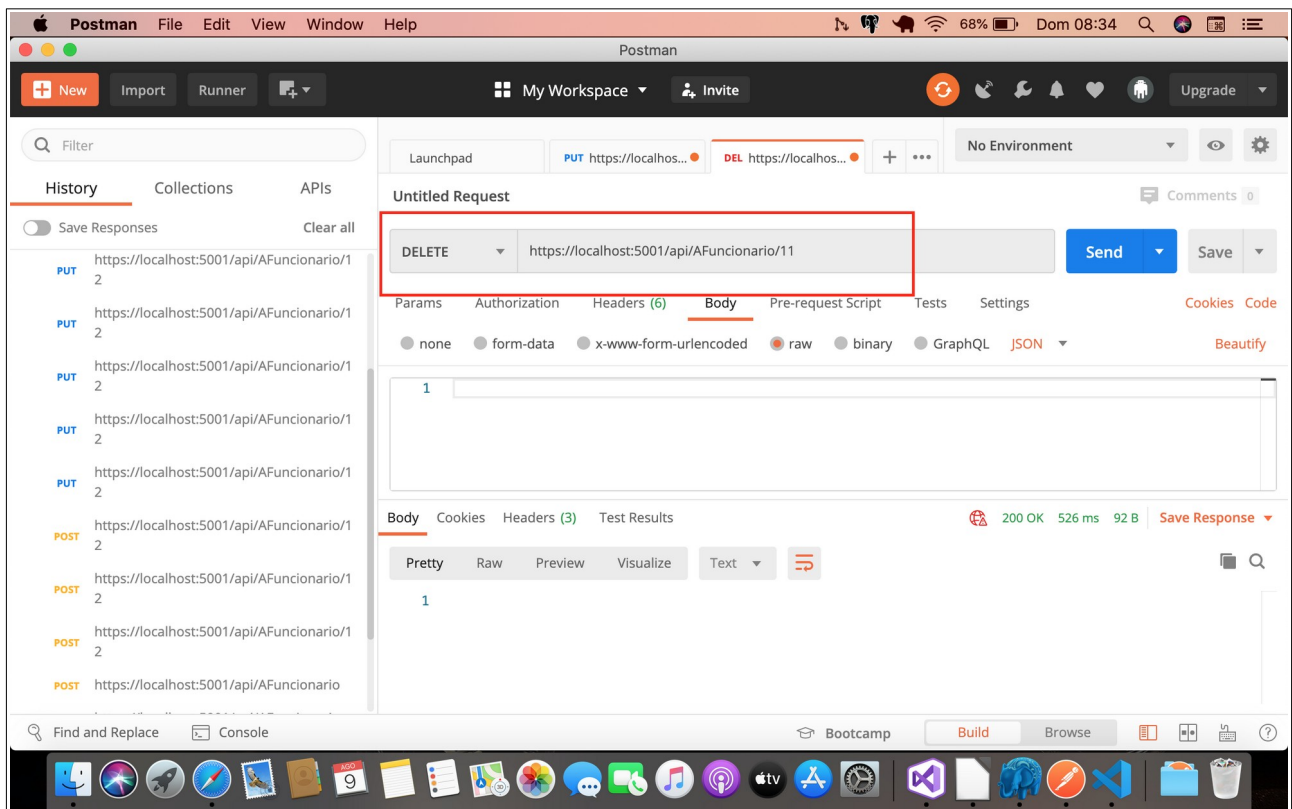 Postman File Edit View Window Help 68% Dom 08:34
Postman
New Import Runner My Workspace Invite Upgrade
Filter
History Collections APIs
Save Responses Clear all
PUT https://localhost:5001/api/AFuncionario/1
2
PUT https://localhost:5001/api/AFuncionario/1
2
PUT https://localhost:5001/api/AFuncionario/1
2
PUT https://localhost:5001/api/AFuncionario/1
2
PUT https://localhost:5001/api/AFuncionario/1
2
POST https://localhost:5001/api/AFuncionario/1
2
POST https://localhost:5001/api/AFuncionario/1
2
POST https://localhost:5001/api/AFuncionario/1
2
POST https://localhost:5001/api/AFuncionario
Launchpad PUT https://localhos... DEL https://localhos... + ••• No Environment
Untitled Request Comments 0
DELETE https://localhost:5001/api/AFuncionario/11 Send Save
Params Authorization Headers (6) Body Pre-request Script Tests Settings Cookies Code
none form-data x-www-form-urlencoded raw binary GraphQL JSON Beautify
1
Body Cookies Headers (3) Test Results 200 OK 526 ms 92 B Save Response
Pretty Raw Preview Visualize Text
1
Find and Replace Console Bootcamp Build Browse ?
AGO
9
tv